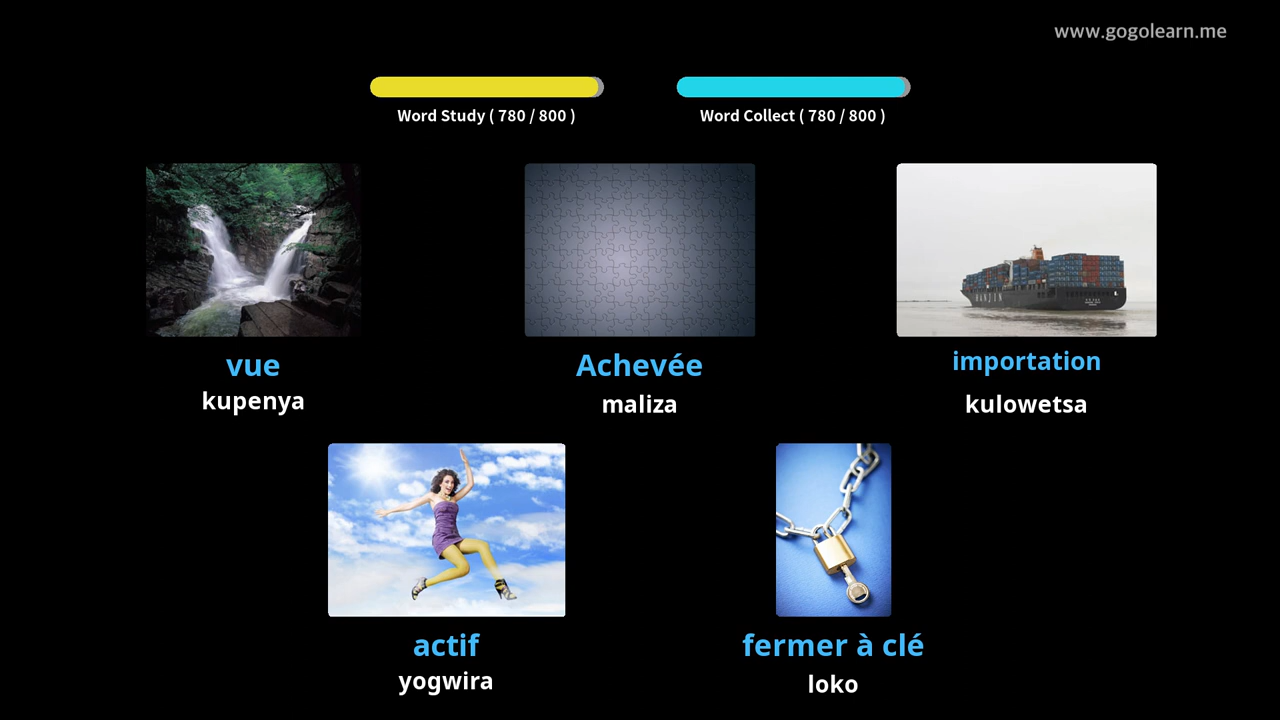 www.gogolearn.me
Word Study ( 780 / 800 )
Word Collect ( 780 / 800 )
vue
kupenya
Achevée
maliza
importation
kulowetsa
HANJIN
actif
yogwira
fermer à clé
loko